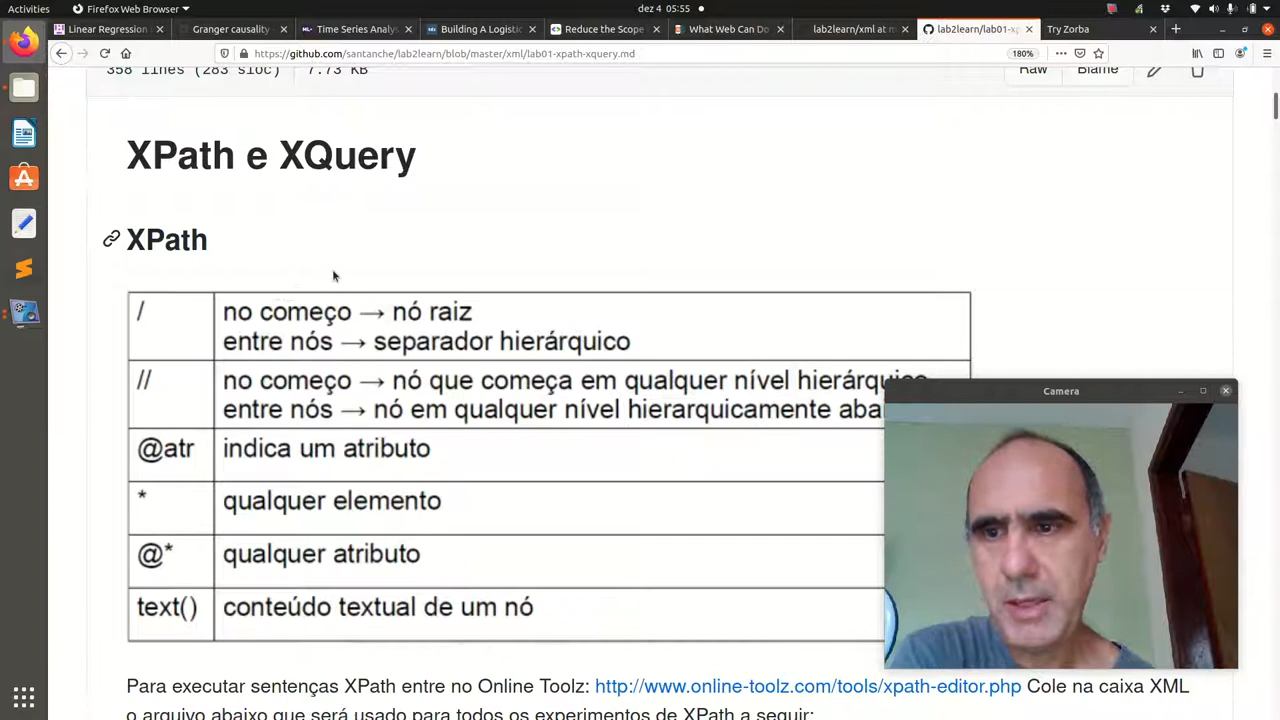 Activities
Firefox Web Browser
dez 4 05:55
Linear Regression
Granger causality
Time Series Analys
Building A Logistic
Reduce the Scope
What Web Can Do
lab2learn/xml at m
lab2learn/lab01-xp
Try Zorba
https://github.com/santanche/lab2learn/blob/master/xml/lab01-xpath-xquery.md
180%
358 lines (283 sloc)
7.73 KB
Raw
Blame
XPath e XQuery
XPath
/
no começo → nó raiz
entre nós → separador hierárquico
//
no começo → nó que começa em qualquer nível hierárquico
entre nós → nó em qualquer nível hierarquicamente aba
@atr
indica um atributo
*
qualquer elemento
@*
qualquer atributo
text()
conteúdo textual de um nó
Camera
Para executar sentenças XPath entre no Online Toolz: http://www.online-toolz.com/tools/xpath-editor.php Cole na caixa XML
o arquivo abaixo que será usado para todos os experimentos de XPath a seguir: